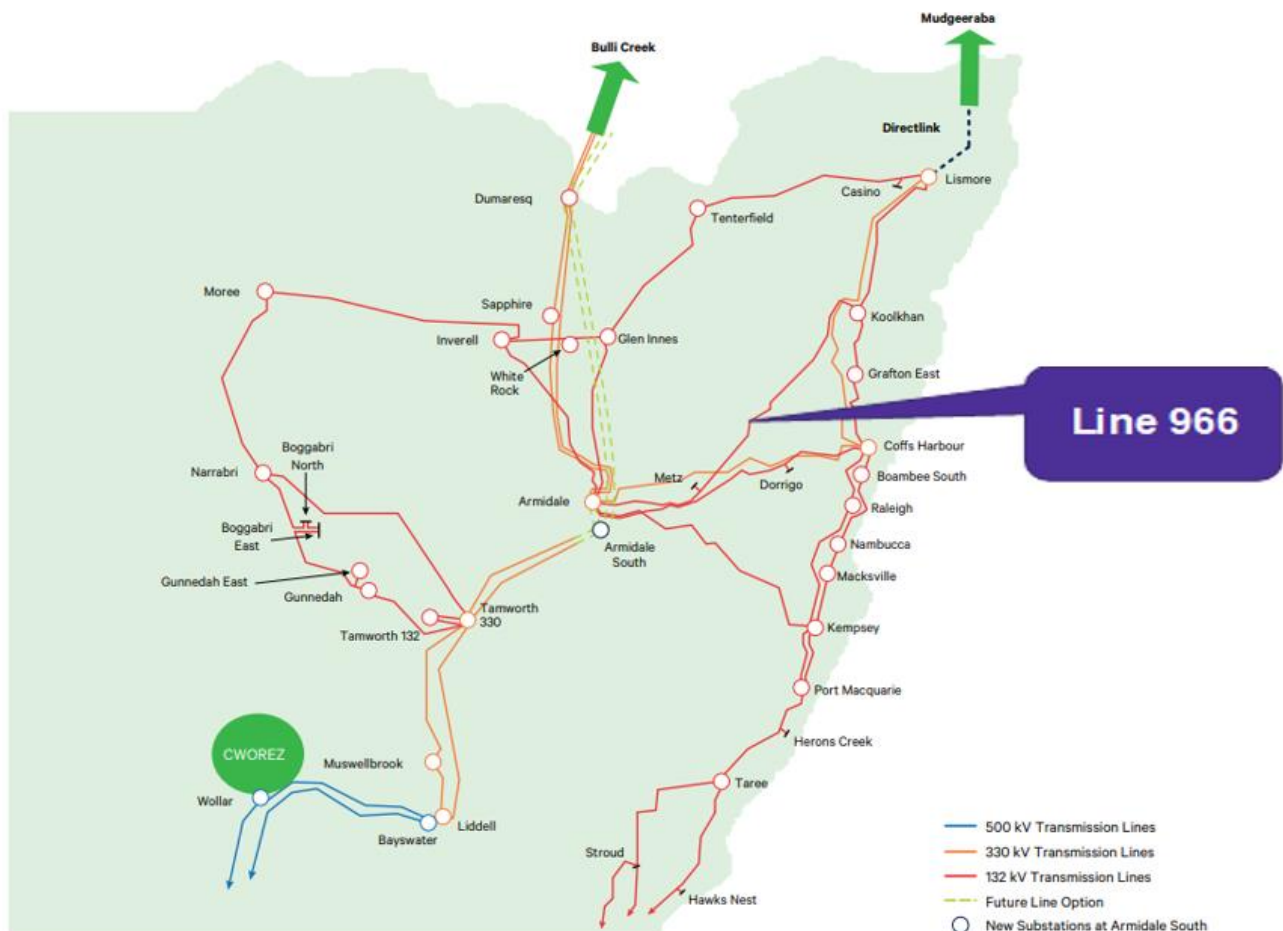 Mudgeeraba
Bulli Creek
Directlink
Lismore
Casino
Dumaresq
Tenterfield
Moree
Sapphire
Koolkhan
Inverell
Glen Innes
White
Rock
Grafton East
Line 966
Boggabri
North
Coffs Harbour
Narrabri
Metz
Dorrigo
Boambee South
Armidale
Raleigh
Boggabri
East
Armidale
South
Nambucca
Macksville
Gunnedah East
Gunnedah
Tamworth
330
Tamworth 132
Kempsey
Port Macquarie
Herons Creek
CWOREZ
Muswellbrook
Taree
Wollar
Liddell
Bayswater
Stroud
Hawks Nest
500 kV Transmission Lines
330 kV Transmission Lines
132 kV Transmission Lines
Future Line Option
New Substations at Armidale South